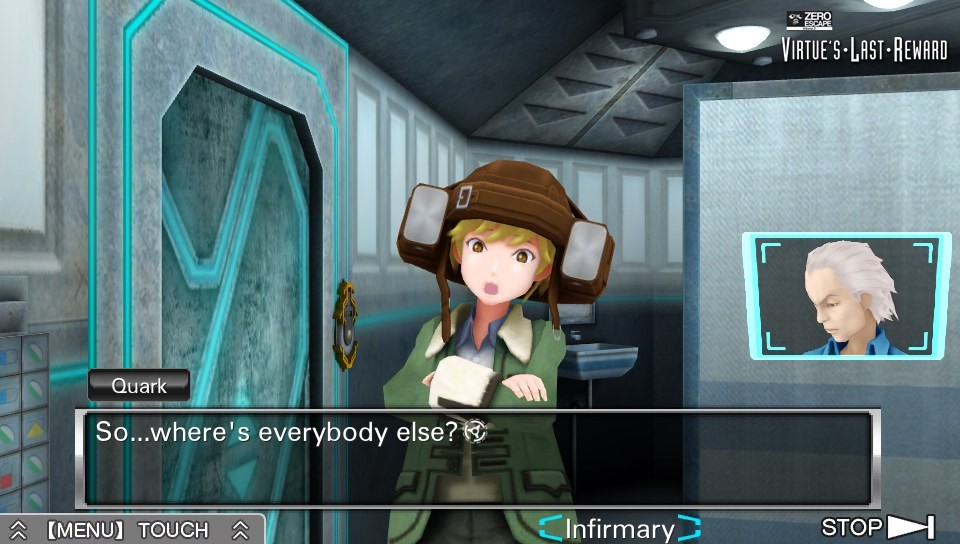 ZERO
ESCAPE
VIRTUE'S·LAST·REWARD
Quark
So...where's everybody else?
【MENU】 TOUCH
Infirmary
STOP